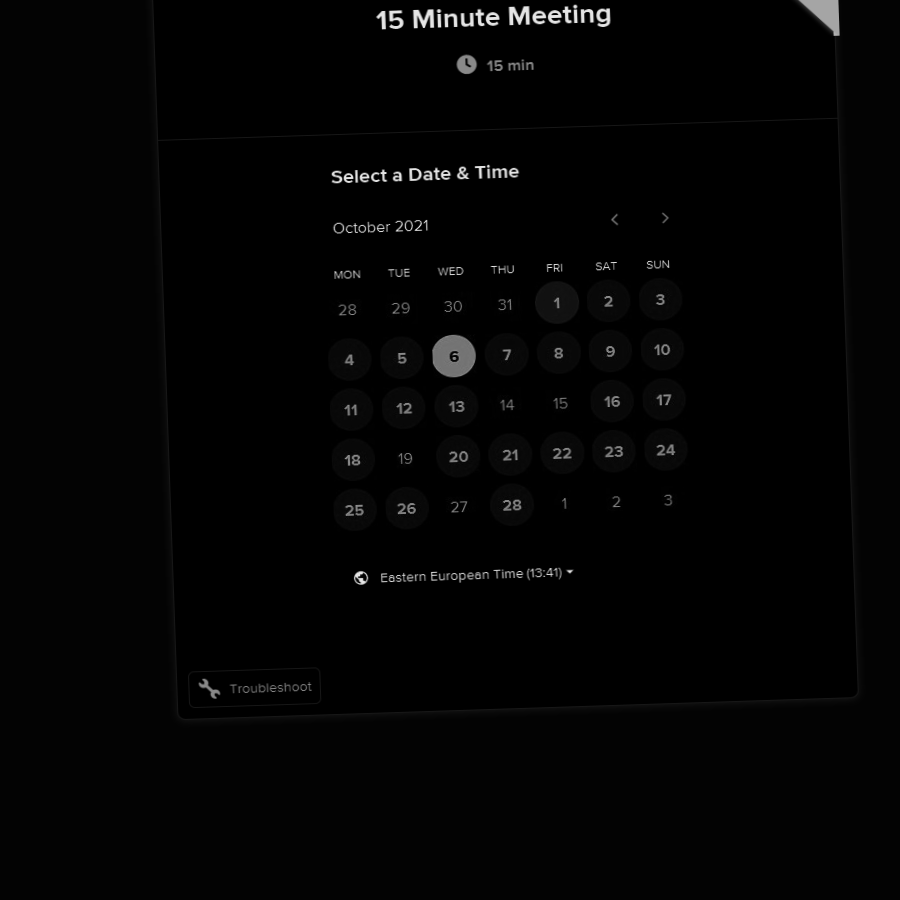 15 Minute Meeting
15 min
Select a Date & Time
October 2021
MON TUE WED THU FRI SAT SUN
28 29 30 31 1 2 3
4 5 6 7 8 9 10
11 12 13 14 15 16 17
18 19 20 21 22 23 24
25 26 27 28 1 2 3
Eastern European Time (13:41)
Troubleshoot